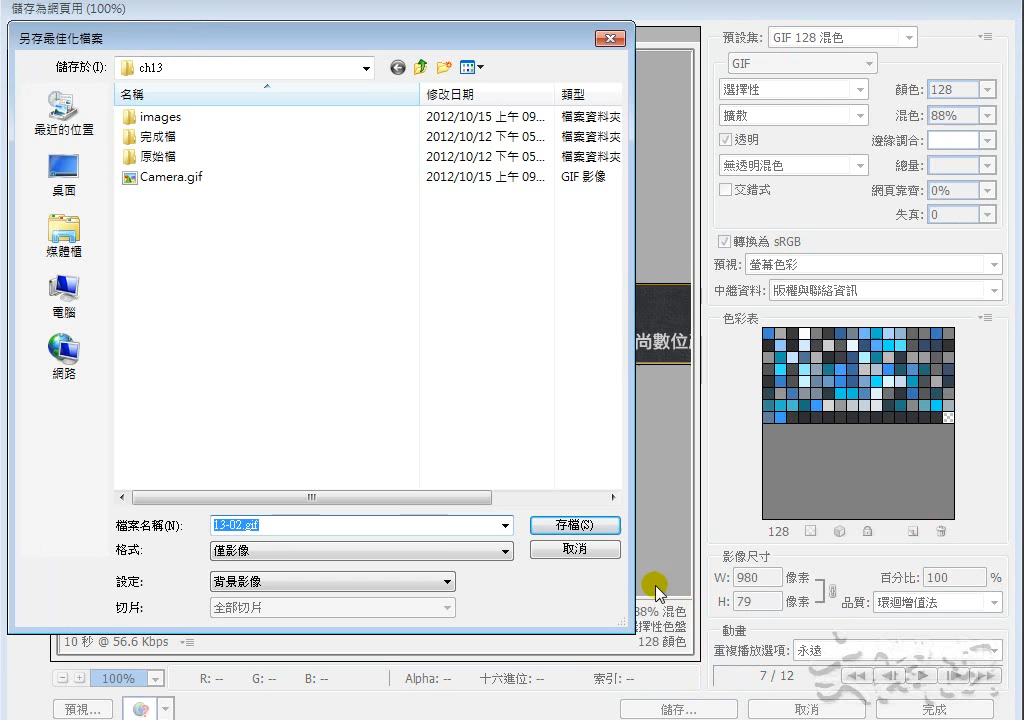 儲存為網頁用 (100%)
另存最佳化檔案
儲存於(I):
ch13
名稱
修改日期
類型
images
2012/10/15 上午 09...
檔案資料夾
完成檔
2012/10/12 下午 05...
檔案資料夾
原始檔
2012/10/12 下午 05...
檔案資料夾
Camera.gif
2012/10/15 上午 09...
GIF 影像
最近的位置
桌面
媒體櫃
電腦
網路
檔案名稱(N):
13-02.gif
存檔(S)
格式:
僅影像
取消
設定:
背景影像
切片:
全部切片
尚數位
88% 混色
選擇性色盤
128 顏色
10 秒 @ 56.6 Kbps
100%
R: --
G: --
B: --
Alpha: --
十六進位: --
索引: --
預視...
儲存...
取消
完成
預設集:
GIF 128 混色
GIF
選擇性
顏色:
128
擴散
混色:
88%
透明
邊緣調合:
無透明混色
總量:
交錯式
網頁靠齊:
0%
失真:
0
轉換為 sRGB
預視:
螢幕色彩
中繼資料:
版權與聯絡資訊
色彩表
128
影像尺寸
W:
980
像素
百分比:
100
%
H:
79
像素
品質:
環迴增值法
動畫
重複播放選項:
永遠
7 / 12